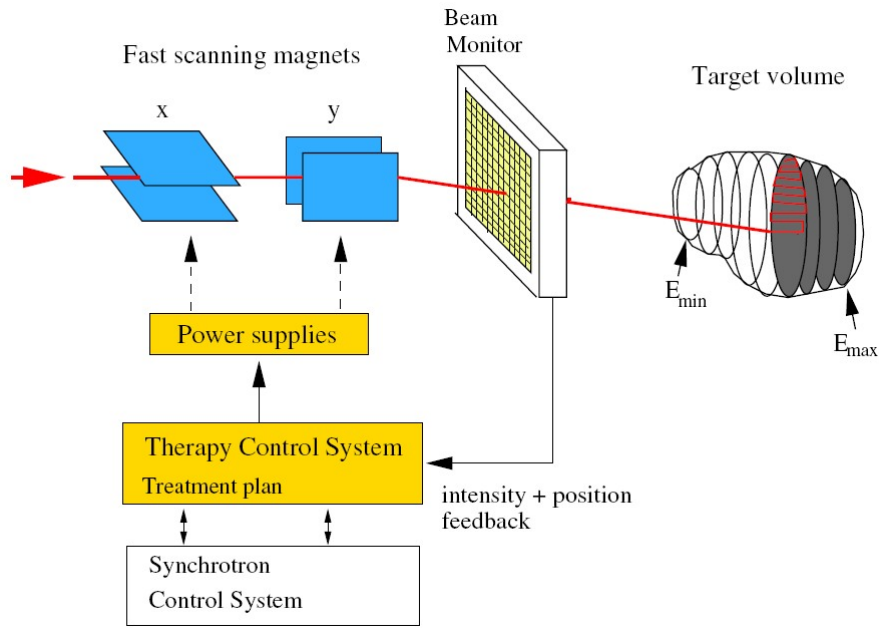 Beam
Monitor
Fast scanning magnets
Target volume
x
y
E min
E max
Power supplies
Therapy Control System
Treatment plan
intensity + position
feedback
Synchrotron
Control System